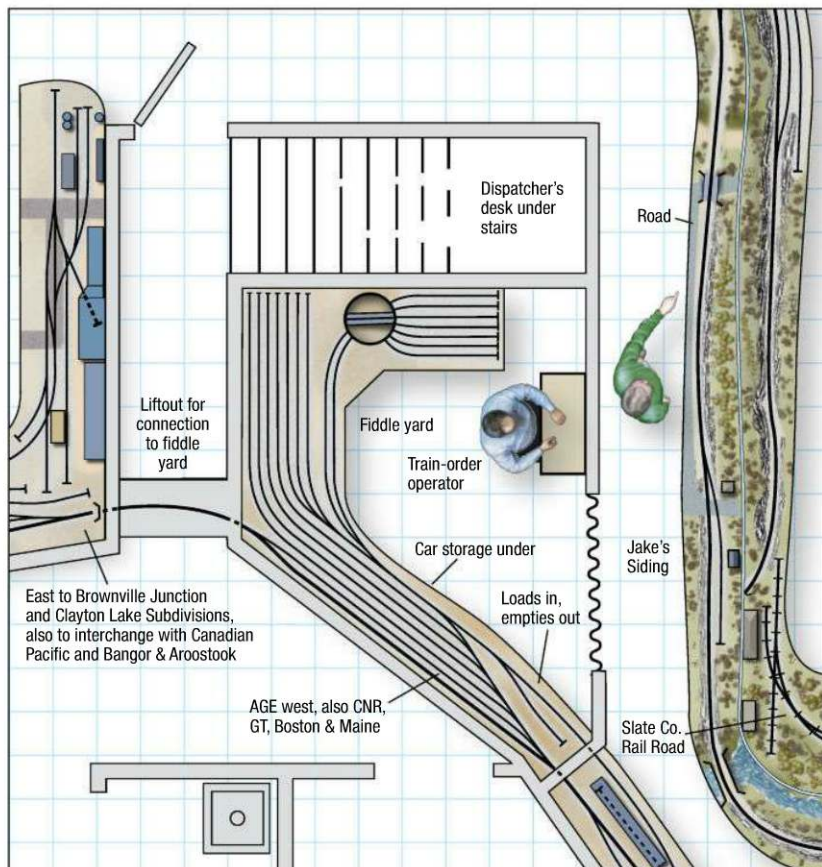 Dispatcher's
desk under
stairs
Road
Liftout for
connection
to fiddle
yard
Fiddle yard
Train-order
operator
Car storage under
Jake's
Siding
East to Brownville Junction
and Clayton Lake Subdivisions,
also to interchange with Canadian
Pacific and Bangor & Aroostook
Loads in,
empties out
AGE west, also CNR,
GT, Boston & Maine
Slate Co.
Rail Road